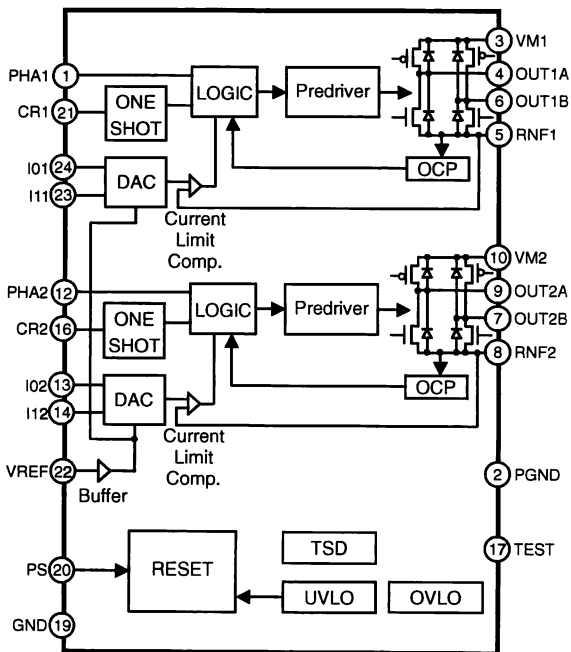 PHA1 1
CR1 21
I01 24
I11 23
ONE
SHOT
LOGIC
Predriver
DAC
Current
Limit
Comp.
OCP
3 VM1
4 OUT1A
6 OUT1B
5 RNF1
PHA2 12
CR2 16
I02 13
I12 14
ONE
SHOT
LOGIC
Predriver
DAC
Current
Limit
Comp.
OCP
10 VM2
9 OUT2A
7 OUT2B
8 RNF2
VREF 22
Buffer
2 PGND
17 TEST
PS 20
GND 19
RESET
TSD
UVLO
OVLO